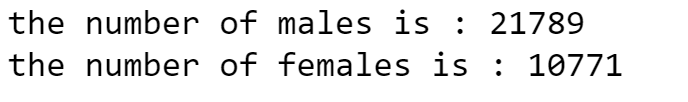 the number of males is : 21789
the number of females is : 10771